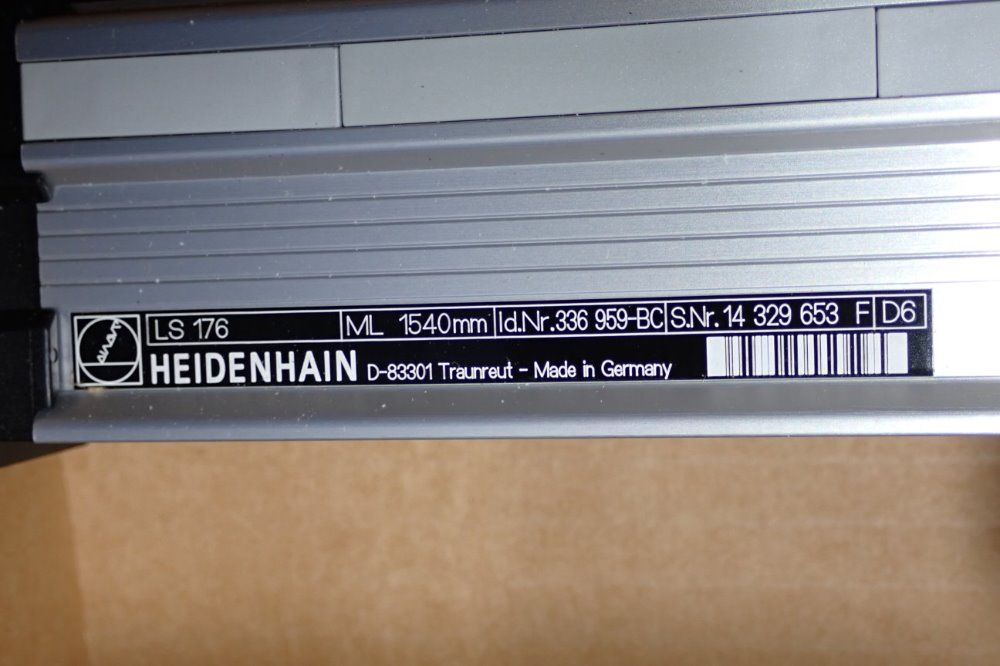 LS 176 ML 1540mm Id.Nr.336 959-BC S.Nr.14 329 653 F D6
HEIDENHAIN D-83301 Traunreut - Made in Germany